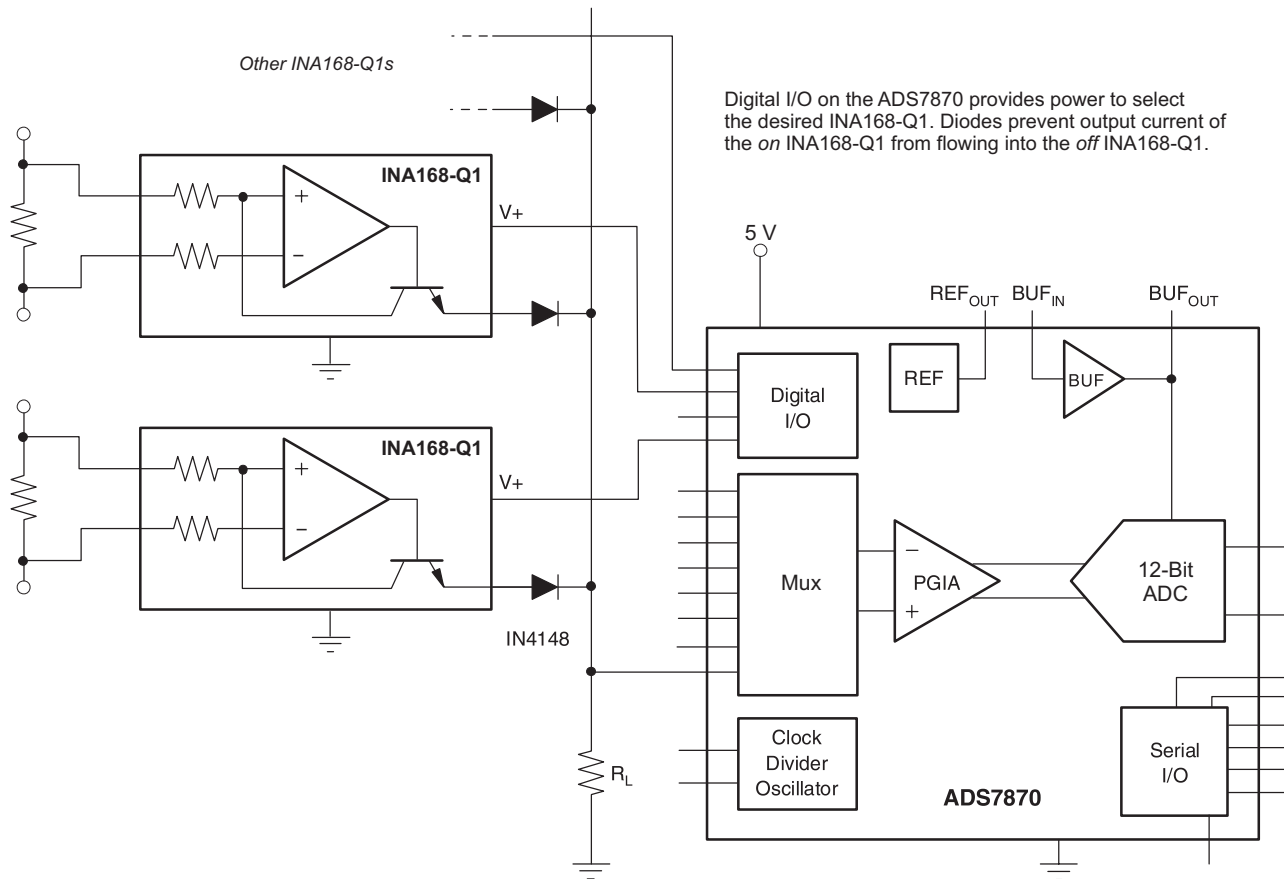 Other INA168-Q1s
Digital I/O on the ADS7870 provides power to select
the desired INA168-Q1. Diodes prevent output current of
the on INA168-Q1 from flowing into the off INA168-Q1.
INA168-Q1
+
–
V+
5 V
REFOUT
BUFIN
BUFOUT
REF
BUF
Digital
I/O
INA168-Q1
+
–
V+
IN4148
Mux
–
PGIA
+
12-Bit
ADC
RL
Clock
Divider
Oscillator
Serial
I/O
ADS7870